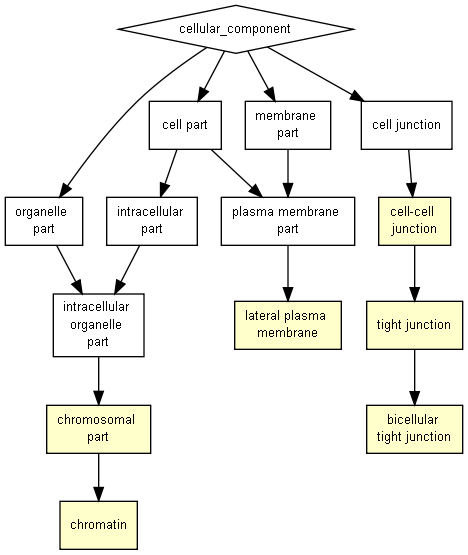 cellular_component
cell part
membrane
part
cell junction
organelle
part
intracellular
part
plasma membrane
part
cell-cell
junction
intracellular
organelle
part
lateral plasma
membrane
tight junction
chromosomal
part
bicellular
tight junction
chromatin